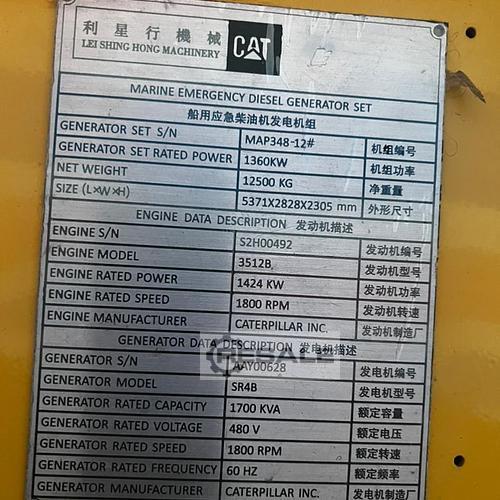 利星行機械
LEI SHING HONG MACHINERY
CAT
MARINE EMERGENCY DIESEL GENERATOR SET
船用应急柴油机发电机组
GENERATOR SET S/N MAP348-12# 机组编号
GENERATOR SET RATED POWER 1360KW 机组功率
NET WEIGHT 12500 KG 净重量
SIZE (L×W×H) 5371X2828X2305 mm 外形尺寸
ENGINE DATA DESCRIPTION 发动机描述
ENGINE S/N S2H00492 发动机编号
ENGINE MODEL 3512B 发动机型号
ENGINE RATED POWER 1424 KW 发动机功率
ENGINE RATED SPEED 1800 RPM 发动机转速
ENGINE MANUFACTURER CATERPILLAR INC. 发动机制造厂
GENERATOR DATA DESCRIPTION 发电机描述
RESALE
GENERATOR S/N AAY00628 发电机编号
GENERATOR MODEL SR4B 发电机型号
GENERATOR RATED CAPACITY 1700 KVA 额定容量
GENERATOR RATED VOLTAGE 480 V 额定电压
GENERATOR RATED SPEED 1800 RPM 额定转速
GENERATOR RATED FREQUENCY 60 HZ 额定频率
GENERATOR MANUFACTURER CATERPILLAR INC. 发电机制造厂